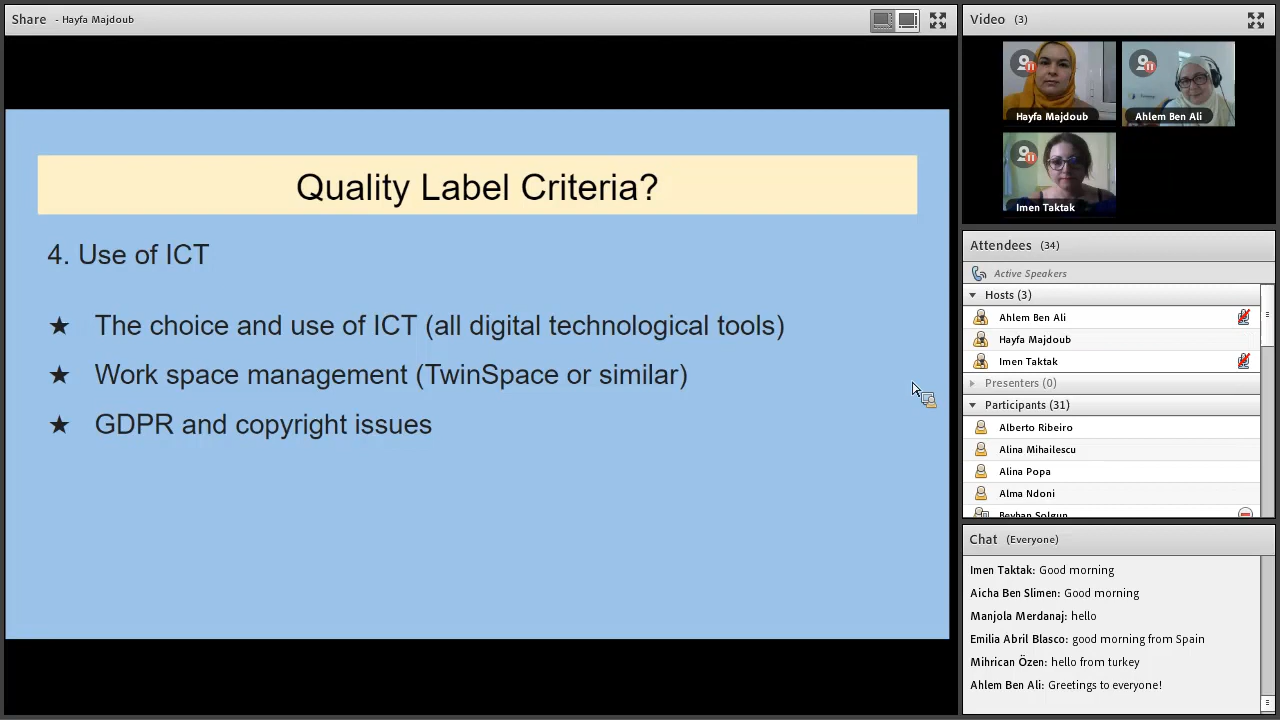 Share - Hayfa Majdoub
Quality Label Criteria?
4. Use of ICT
★ The choice and use of ICT (all digital technological tools)
★ Work space management (TwinSpace or similar)
★ GDPR and copyright issues
Video (3)
Hayfa Majdoub
Ahlem Ben Ali
Imen Taktak
Attendees (34)
Active Speakers
Hosts (3)
Ahlem Ben Ali
Hayfa Majdoub
Imen Taktak
Presenters (0)
Participants (31)
Alberto Ribeiro
Alina Mihailescu
Alina Popa
Alma Ndoni
Beyhan Solgun
Chat (Everyone)
Imen Taktak: Good morning
Aicha Ben Slimen: Good morning
Manjola Merdanaj: hello
Emilia Abril Blasco: good morning from Spain
Mihrican Özen: hello from turkey
Ahlem Ben Ali: Greetings to everyone!